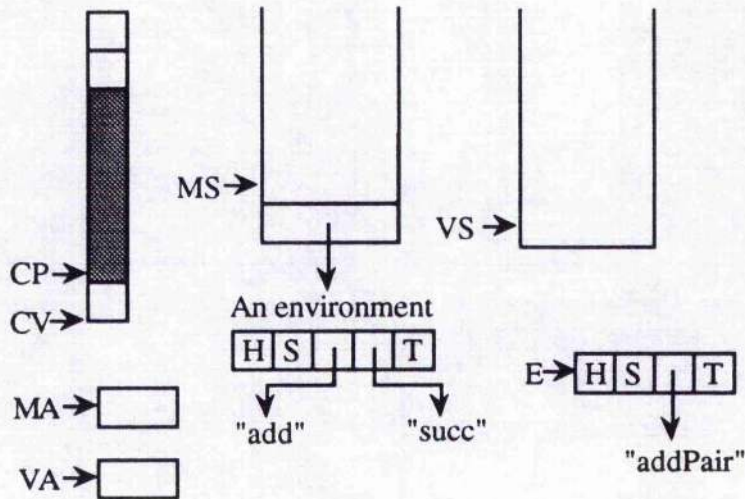 MS
VS
CP
CV
An environment
H S T
E H S T
MA
"add" "succ"
"addPair"
VA